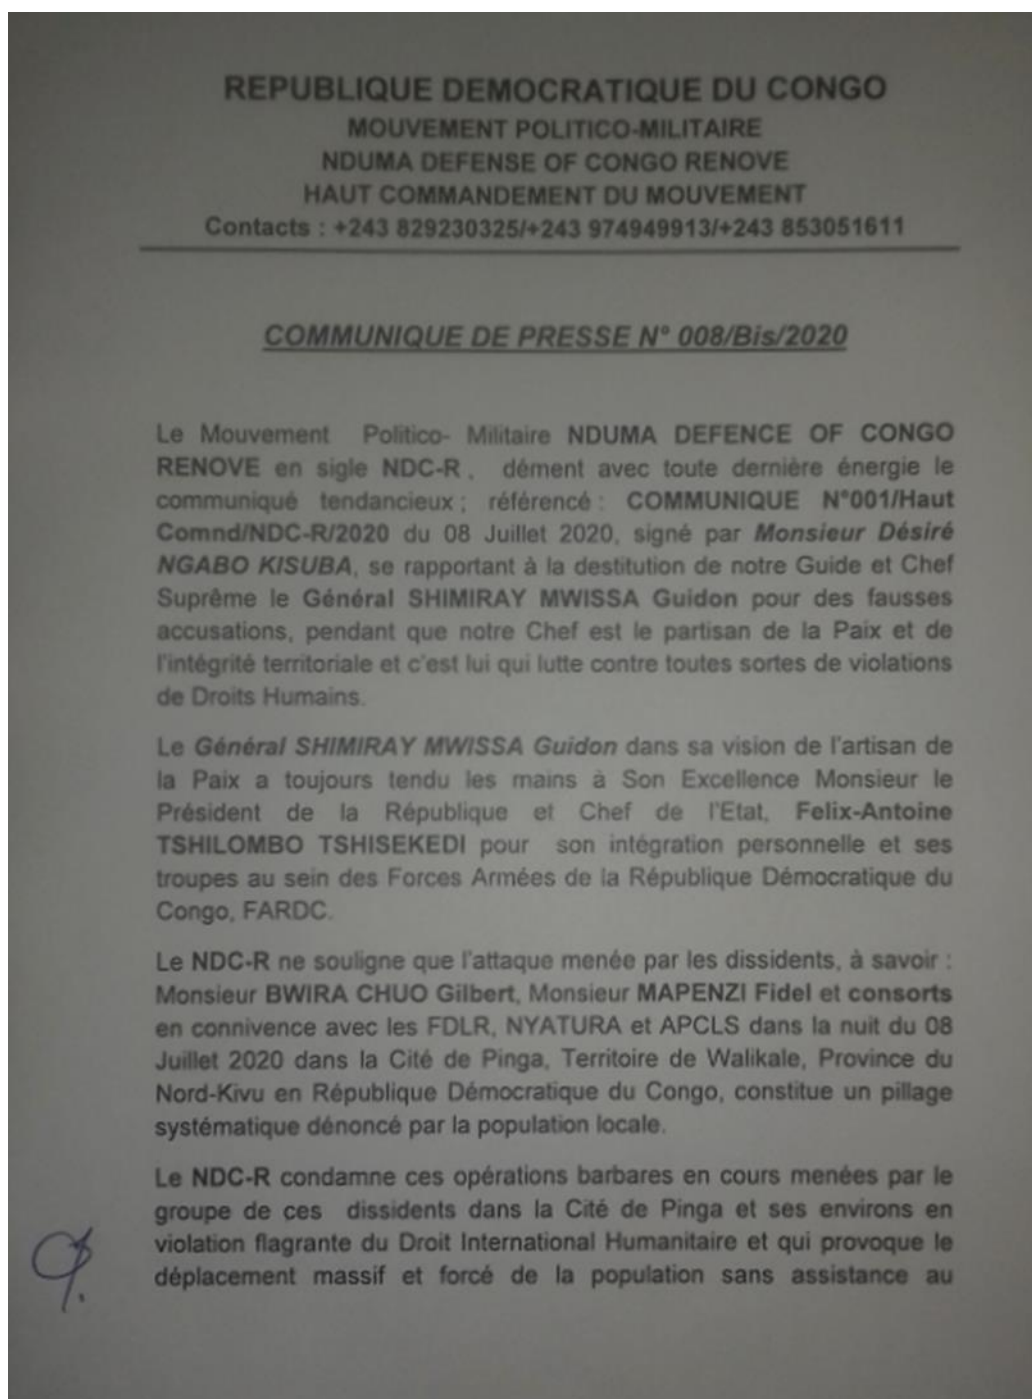 REPUBLIQUE DEMOCRATIQUE DU CONGO
MOUVEMENT POLITICO-MILITAIRE
NDUMA DEFENSE OF CONGO RENOVE
HAUT COMMANDEMENT DU MOUVEMENT
Contacts : +243 829230325/+243 974949913/+243 853051611
COMMUNIQUE DE PRESSE N° 008/Bis/2020
Le Mouvement Politico- Militaire NDUMA DEFENCE OF CONGO
RENOVE en sigle NDC-R , dément avec toute dernière énergie le
communiqué tendancieux ; référencé : COMMUNIQUE N°001/Haut
Comnd/NDC-R/2020 du 08 Juillet 2020, signé par Monsieur Désiré
NGABO KISUBA, se rapportant à la destitution de notre Guide et Chef
Suprême le Général SHIMIRAY MWISSA Guidon pour des fausses
accusations, pendant que notre Chef est le partisan de la Paix et de
l'intégrité territoriale et c'est lui qui lutte contre toutes sortes de violations
de Droits Humains.
Le Général SHIMIRAY MWISSA Guidon dans sa vision de l'artisan de
la Paix a toujours tendu les mains à Son Excellence Monsieur le
Président de la République et Chef de l'Etat, Felix-Antoine
TSHILOMBO TSHISEKEDI pour son intégration personnelle et ses
troupes au sein des Forces Armées de la République Démocratique du
Congo, FARDC.
Le NDC-R ne souligne que l'attaque menée par les dissidents, à savoir :
Monsieur BWIRA CHUO Gilbert, Monsieur MAPENZI Fidel et consorts
en connivence avec les FDLR, NYATURA et APCLS dans la nuit du 08
Juillet 2020 dans la Cité de Pinga, Territoire de Walikale, Province du
Nord-Kivu en République Démocratique du Congo, constitue un pillage
systématique dénoncé par la population locale.
Le NDC-R condamne ces opérations barbares en cours menées par le
groupe de ces dissidents dans la Cité de Pinga et ses environs en
violation flagrante du Droit International Humanitaire et qui provoque le
déplacement massif et forcé de la population sans assistance au